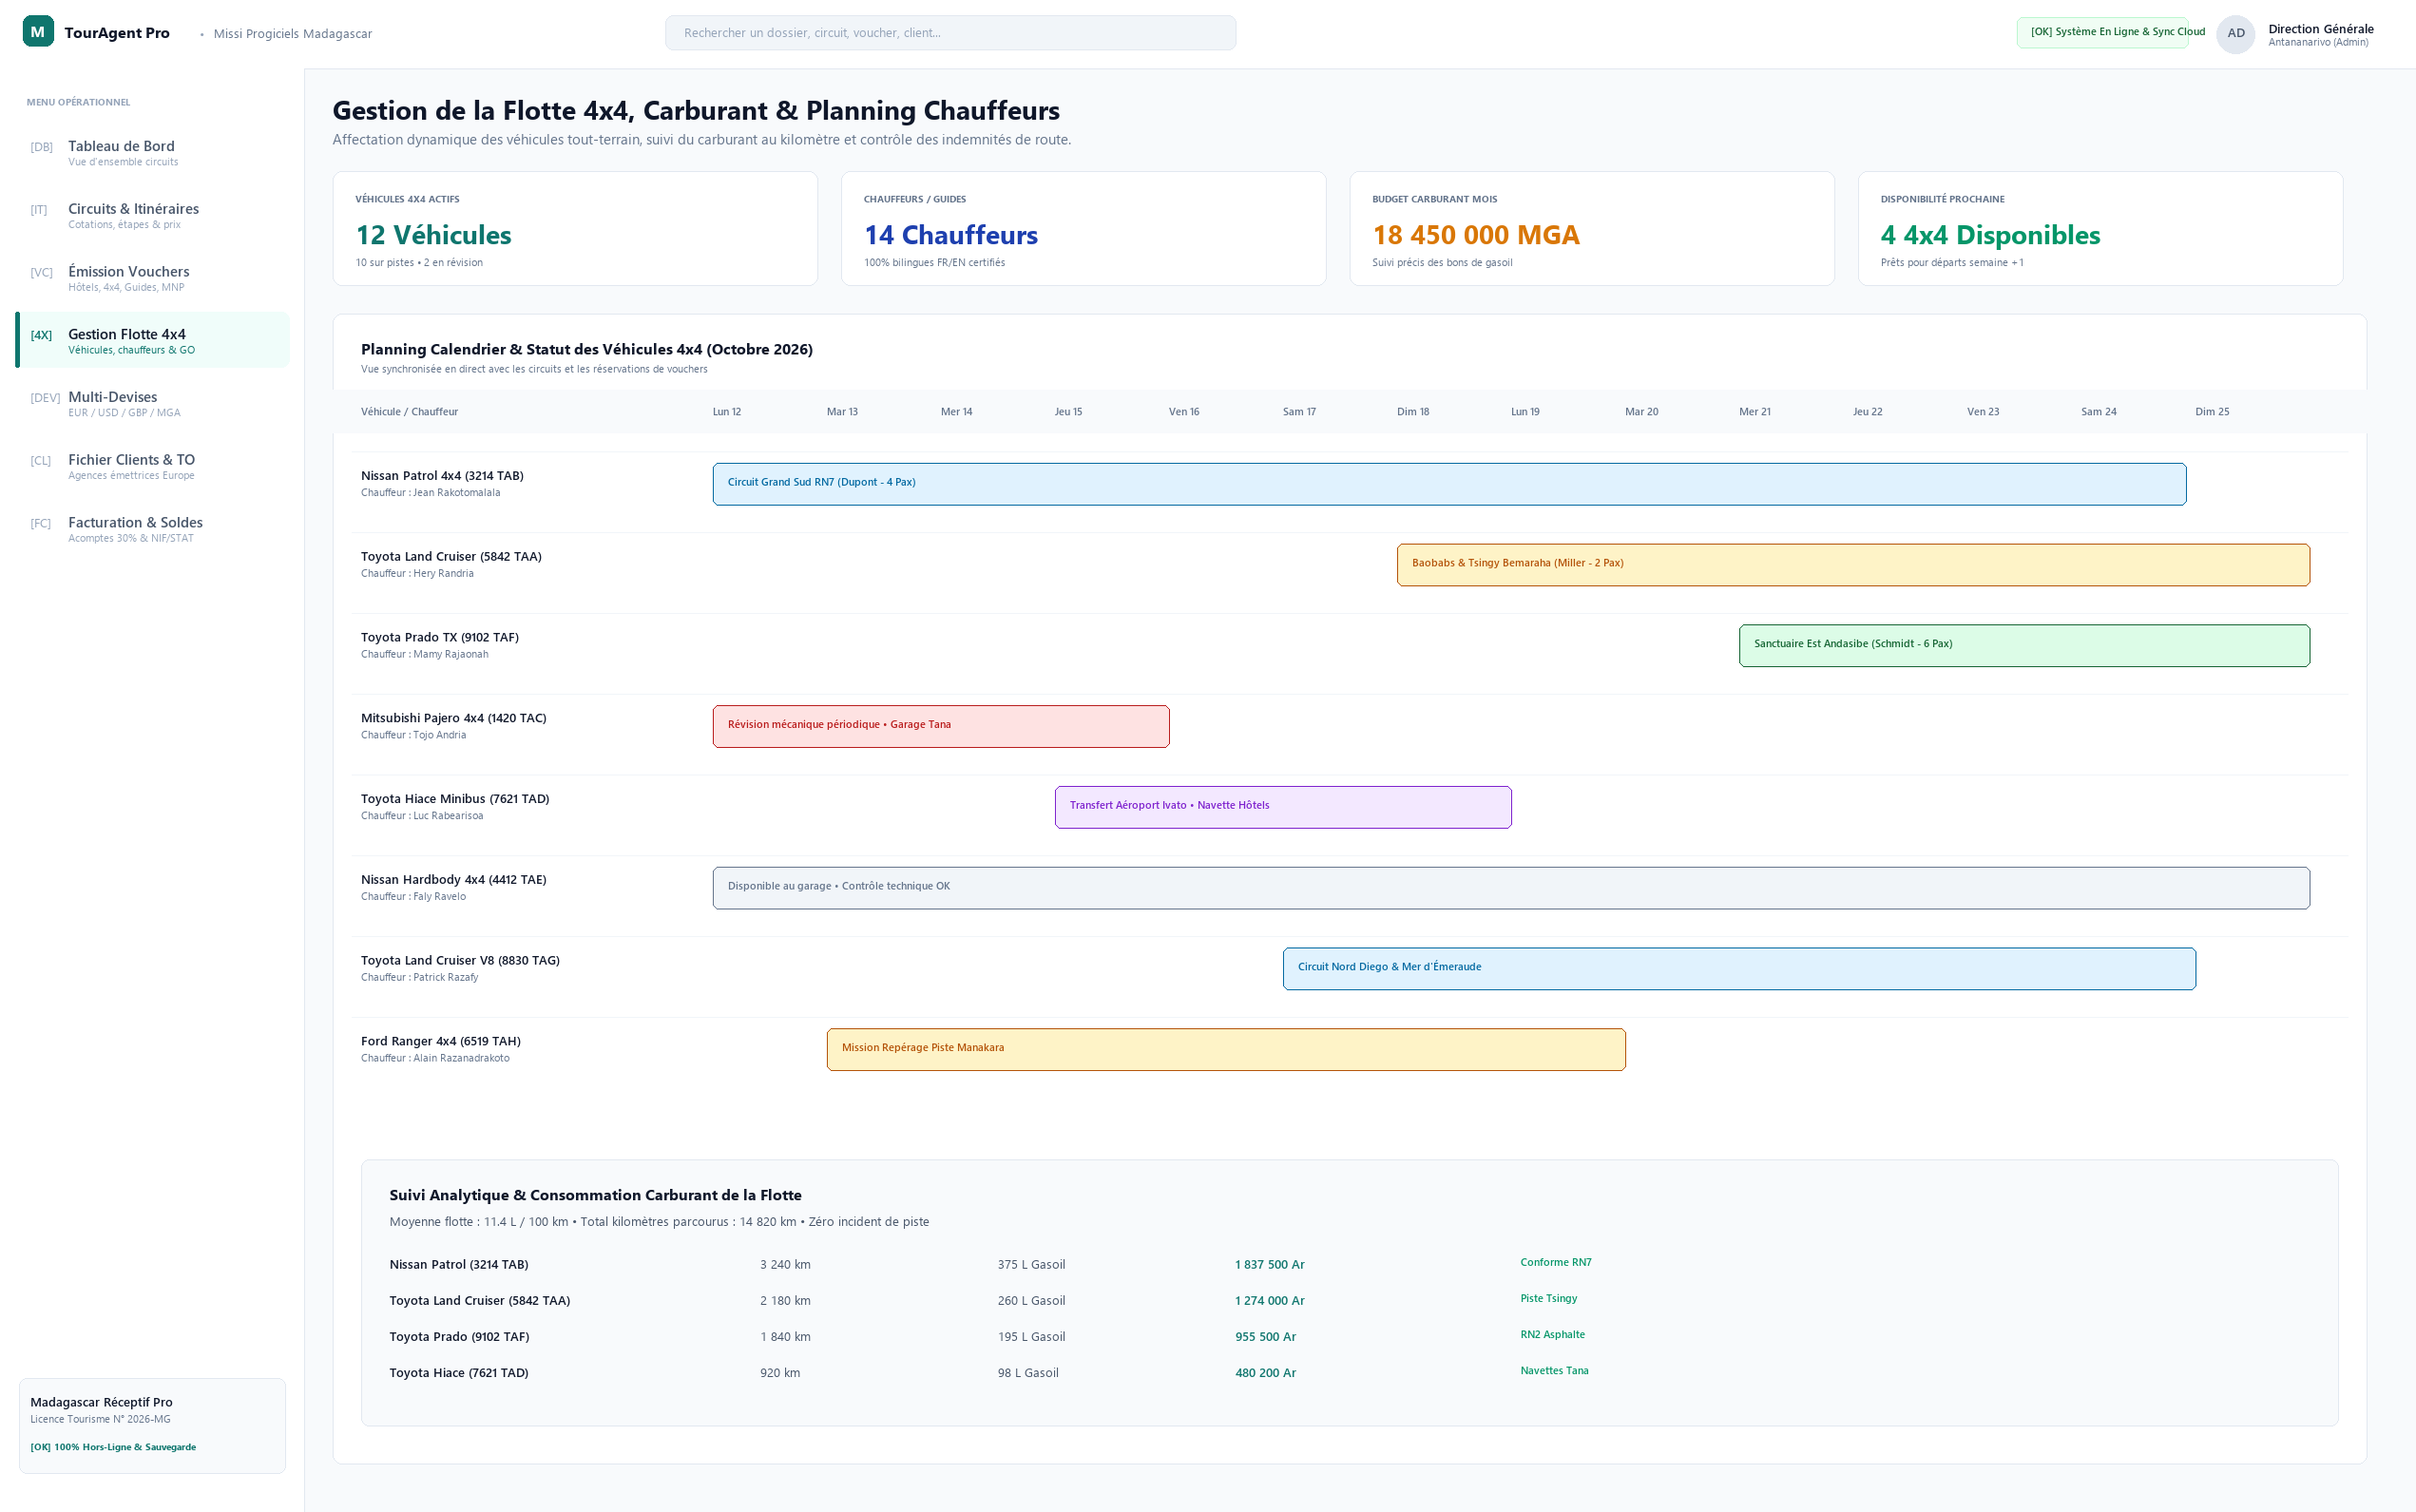 M TourAgent Pro • Missi Progiciels Madagascar
Rechercher un dossier, circuit, voucher, client...
[OK] Système En Ligne & Sync Cloud
AD
Direction Générale
Antananarivo (Admin)
MENU OPÉRATIONNEL
[DB] Tableau de Bord
Vue d'ensemble circuits
[IT] Circuits & Itinéraires
Cotations, étapes & prix
[VC] Émission Vouchers
Hôtels, 4x4, Guides, MNP
[4X] Gestion Flotte 4x4
Véhicules, chauffeurs & GO
[DEV] Multi-Devises
EUR / USD / GBP / MGA
[CL] Fichier Clients & TO
Agences émettrices Europe
[FC] Facturation & Soldes
Acomptes 30% & NIF/STAT
Madagascar Réceptif Pro
Licence Tourisme N° 2026-MG
[OK] 100% Hors-Ligne & Sauvegarde
Gestion de la Flotte 4x4, Carburant & Planning Chauffeurs
Affectation dynamique des véhicules tout-terrain, suivi du carburant au kilomètre et contrôle des indemnités de route.
VÉHICULES 4X4 ACTIFS
12 Véhicules
10 sur pistes • 2 en révision
CHAUFFEURS / GUIDES
14 Chauffeurs
100% bilingues FR/EN certifiés
BUDGET CARBURANT MOIS
18 450 000 MGA
Suivi précis des bons de gasoil
DISPONIBILITÉ PROCHAINE
4 4x4 Disponibles
Prêts pour départs semaine +1
Planning Calendrier & Statut des Véhicules 4x4 (Octobre 2026)
Vue synchronisée en direct avec les circuits et les réservations de vouchers
Véhicule / Chauffeur Lun 12 Mar 13 Mer 14 Jeu 15 Ven 16 Sam 17 Dim 18 Lun 19 Mar 20 Mer 21 Jeu 22 Ven 23 Sam 24 Dim 25
Nissan Patrol 4x4 (3214 TAB)
Chauffeur : Jean Rakotomalala
Circuit Grand Sud RN7 (Dupont - 4 Pax)
Toyota Land Cruiser (5842 TAA)
Chauffeur : Hery Randria
Baobabs & Tsingy Bemaraha (Miller - 2 Pax)
Toyota Prado TX (9102 TAF)
Chauffeur : Mamy Rajaonah
Sanctuaire Est Andasibe (Schmidt - 6 Pax)
Mitsubishi Pajero 4x4 (1420 TAC)
Chauffeur : Tojo Andria
Révision mécanique périodique • Garage Tana
Toyota Hiace Minibus (7621 TAD)
Chauffeur : Luc Rabearisoa
Transfert Aéroport Ivato • Navette Hôtels
Nissan Hardbody 4x4 (4412 TAE)
Chauffeur : Faly Ravelo
Disponible au garage • Contrôle technique OK
Toyota Land Cruiser V8 (8830 TAG)
Chauffeur : Patrick Razafy
Circuit Nord Diego & Mer d'Émeraude
Ford Ranger 4x4 (6519 TAH)
Chauffeur : Alain Razanadrakoto
Mission Repérage Piste Manakara
Suivi Analytique & Consommation Carburant de la Flotte
Moyenne flotte : 11.4 L / 100 km • Total kilomètres parcourus : 14 820 km • Zéro incident de piste
Nissan Patrol (3214 TAB) 3 240 km 375 L Gasoil 1 837 500 Ar Conforme RN7
Toyota Land Cruiser (5842 TAA) 2 180 km 260 L Gasoil 1 274 000 Ar Piste Tsingy
Toyota Prado (9102 TAF) 1 840 km 195 L Gasoil 955 500 Ar RN2 Asphalte
Toyota Hiace (7621 TAD) 920 km 98 L Gasoil 480 200 Ar Navettes Tana